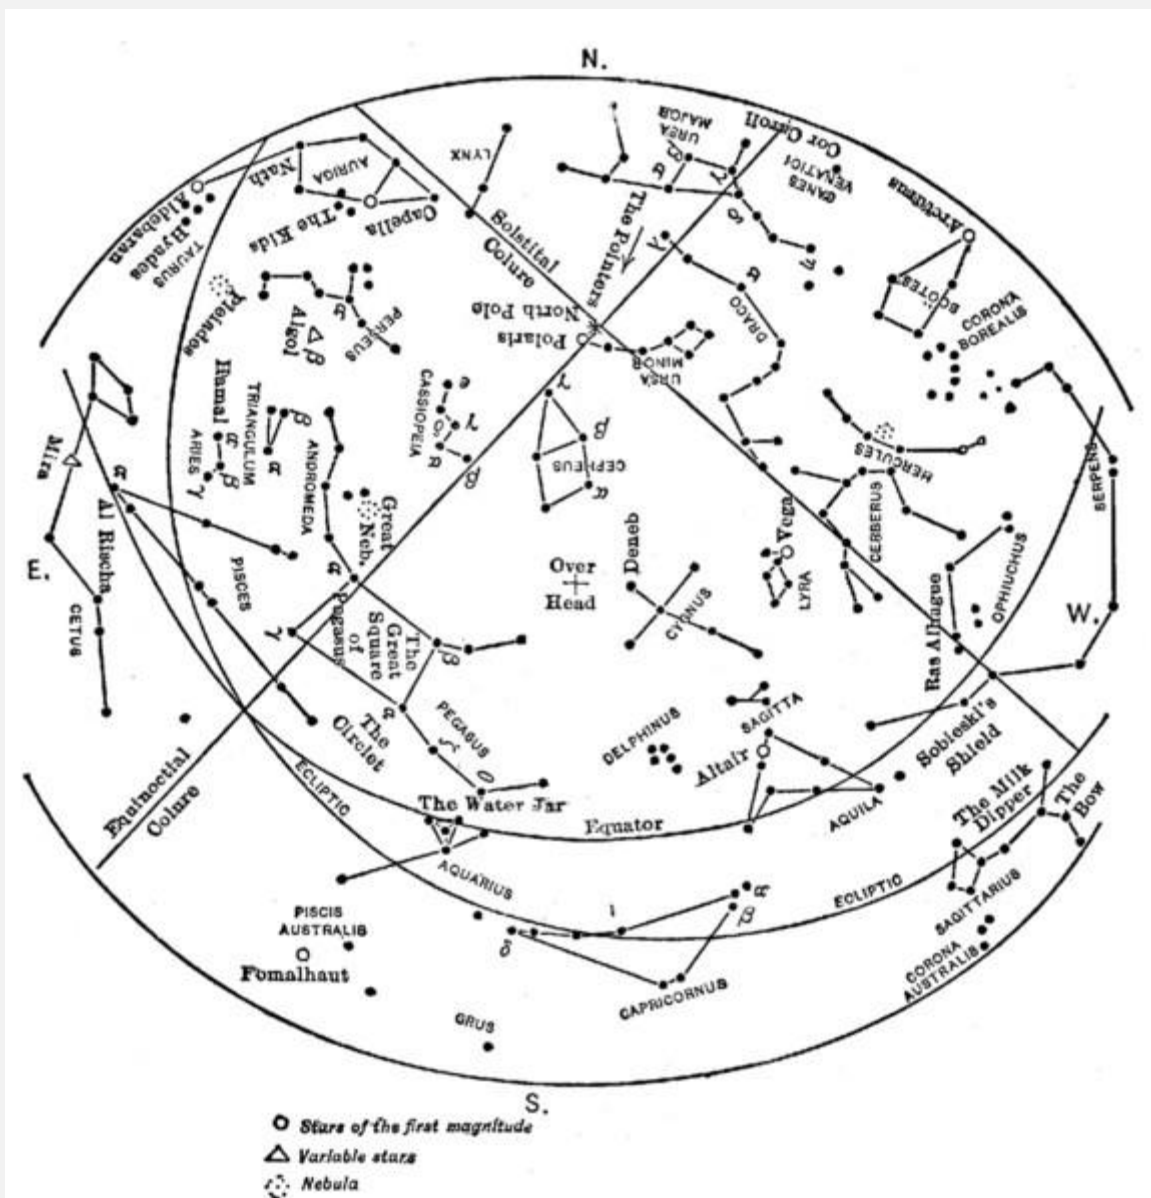 N.
Cor Caroli
URSA
MAJOR
β
α
γ
δ
η
CANES
VENATICI
Arcturus
LYNX
Nath
AURIGA
Capella
The Kids
Aldebaran
Hyades
TAURUS
Solstital
Colure
The Pointers
γ
α
DRACO
BOOTES
CORONA
BOREALIS
Pleiades
Algol
β
α
PERSEUS
North Pole
Polaris
URSA
MINOR
Hamal
α
ARIES
β
γ
TRIANGULUM
β
α
ANDROMEDA
CASSIOPEIA
e
γ
α
β
γ
β
CEPHEUS
α
HERCULES
α
SERPENS
Mira
α
Al Rischa
PISCES
Great
Neb.
α
E.
CETUS
Over
Head
Deneb
CYGNUS
Vega
LYRA
CERBERUS
OPHIUCHUS
Ras Alhague
W.
γ
The
Great
Square
of
Pegasus
β
α
PEGASUS
The
Circlet
DELPHINUS
SAGITTA
Altair
AQUILA
Sobieski's
Shield
Equinoctial
Colure
ECLIPTIC
The Water Jar
Equator
The Milk
Dipper
The
Bow
AQUARIUS
ECLIPTIC
SAGITTARIUS
α
β
δ
CAPRICORNUS
CORONA
AUSTRALIS
PISCIS
AUSTRALIS
Fomalhaut
GRUS
S.
Stars of the first magnitude
Variable stars
Nebula